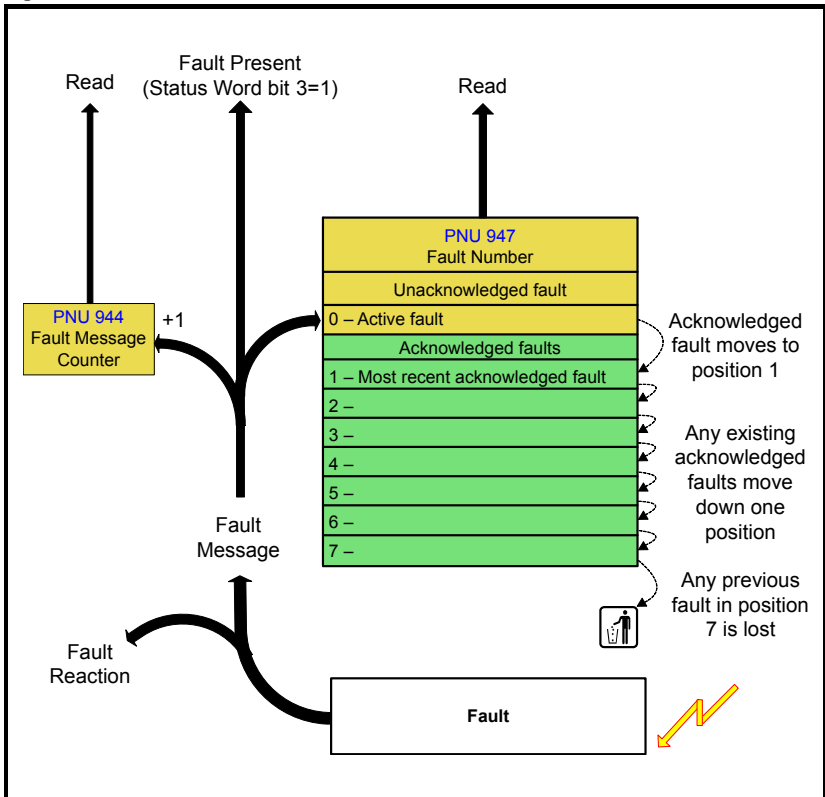 Read
Fault Present
(Status Word bit 3=1)
Read
PNU 947
Fault Number
Unacknowledged fault
0 – Active fault
Acknowledged faults
1 – Most recent acknowledged fault
2 –
3 –
4 –
5 –
6 –
7 –
PNU 944
Fault Message
Counter
+1
Acknowledged
fault moves to
position 1
Any existing
acknowledged
faults move
down one
position
Any previous
fault in position
7 is lost
Fault
Message
Fault
Reaction
Fault